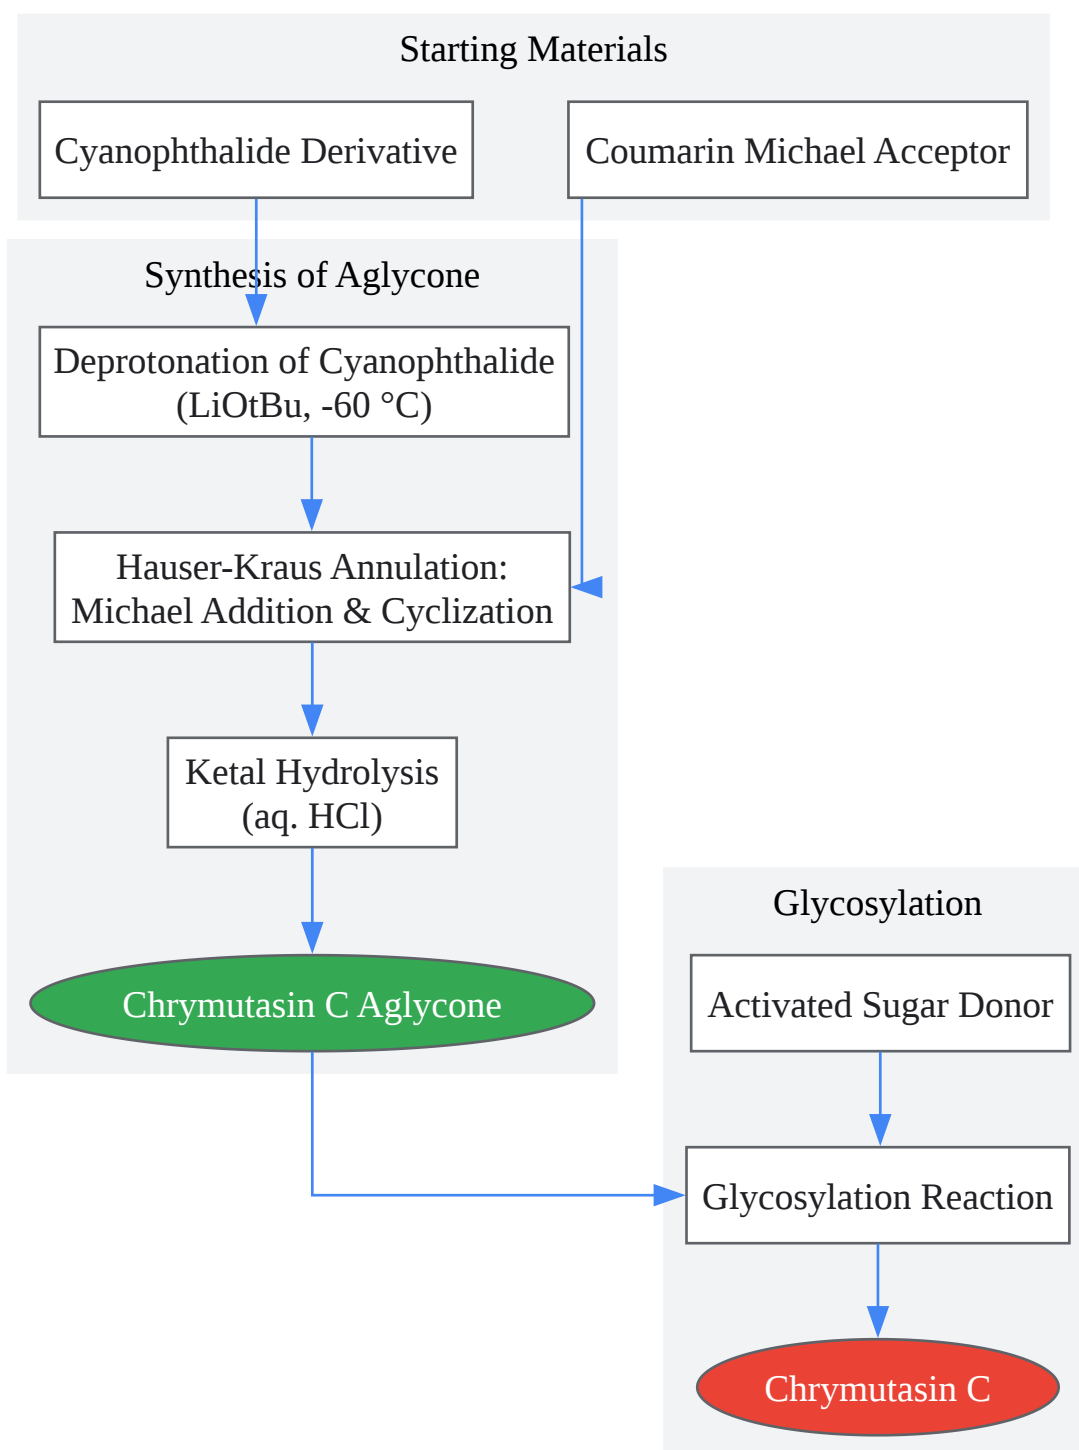 Starting Materials
Cyanophthalide Derivative
Coumarin Michael Acceptor
Synthesis of Aglycone
Deprotonation of Cyanophthalide
(LiOtBu, -60 °C)
Hauser-Kraus Annulation:
Michael Addition & Cyclization
Ketal Hydrolysis
(aq. HCl)
Chrymutasin C Aglycone
Glycosylation
Activated Sugar Donor
Glycosylation Reaction
Chrymutasin C